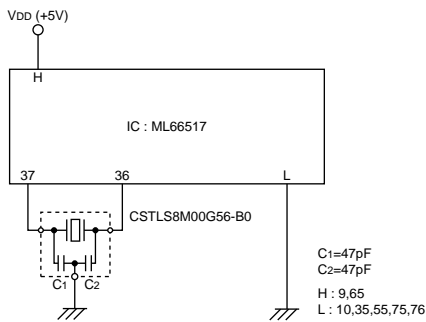 VDD (+5V)
H
IC : ML66517
37 36 L
CSTLS8M00G56-B0
C1 C2
C1=47pF
C2=47pF
H : 9,65
L : 10,35,55,75,76